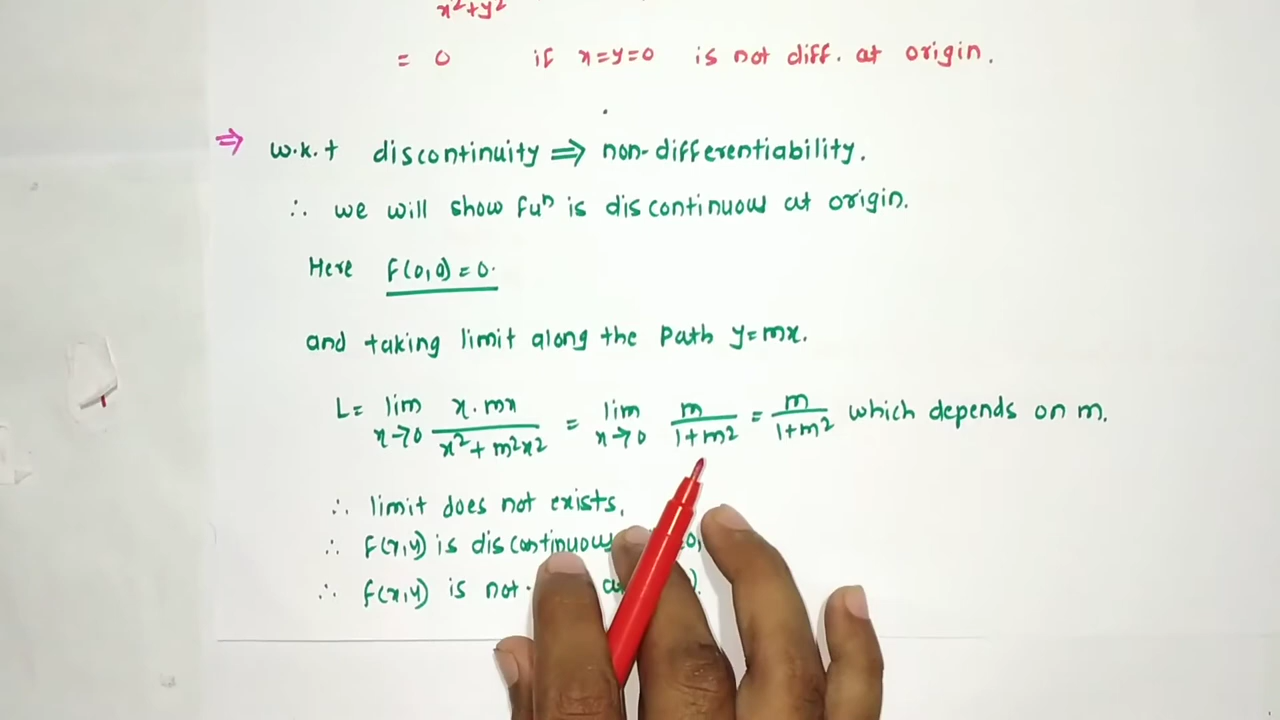 x²+y²
= 0 if x=y=0 is not diff. at origin.
⇒ w.k.t discontinuity ⇒ non-differentiability.
∴ we will show fuⁿ is discontinuous at origin.
Here f(0,0)=0.
and taking limit along the path y=mx.
L= lim x→0 x.mx / x²+m²x² = lim x→0 m / 1+m² = m / 1+m² which depends on m.
∴ limit does not exists.
∴ f(x,y) is discontinuous
∴ f(x,y) is not